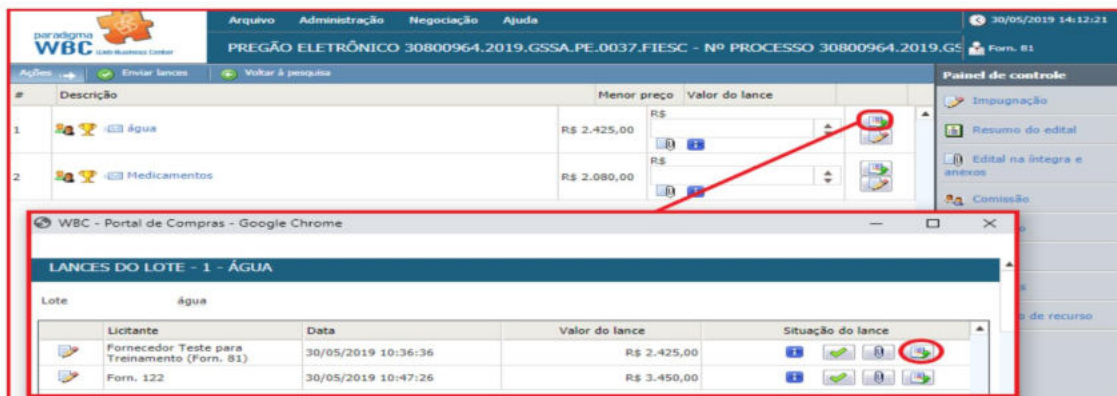 Arquivo Administração Negociação Ajuda
30/05/2019 14:12:21
paradigma
WBC
PREGÃO ELETRÔNICO 30800964.2019.GSSA.PE.0037.FIESC - Nº PROCESSO 30800964.2019.GS
Forn. 81
Ações Enviar lances Voltar à pesquisa
Painel de controle
# Descrição Menor preço Valor do lance
Impugnação
R$
1 água R$ 2.425,00
Resumo do edital
R$
Edital na íntegra e anexos
2 Medicamentos R$ 2.080,00
Comissão
WBC - Portal de Compras - Google Chrome
LANCES DO LOTE - 1 - ÁGUA
Lote água
o de recurso
Licitante Data Valor do lance Situação do lance
Fornecedor Teste para Treinamento (Forn. 81) 30/05/2019 10:36:36 R$ 2.425,00
Forn. 122 30/05/2019 10:47:26 R$ 3.450,00